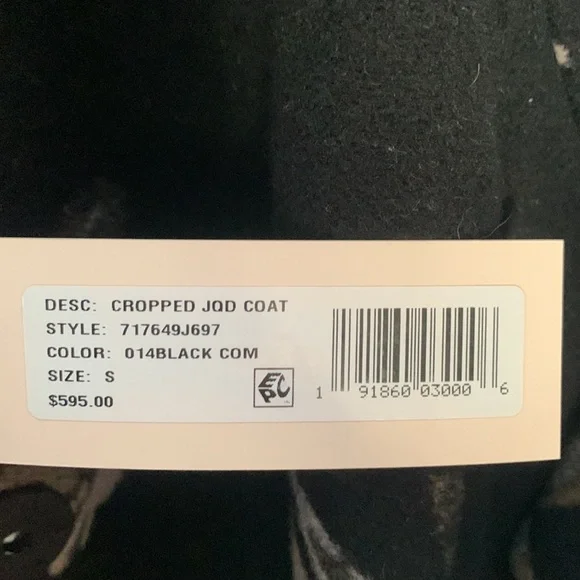 DESC: CROPPED JQD COAT
STYLE: 717649J697
COLOR: 014BLACK COM
SIZE: S
$595.00
EPC
1 91860 03000 6